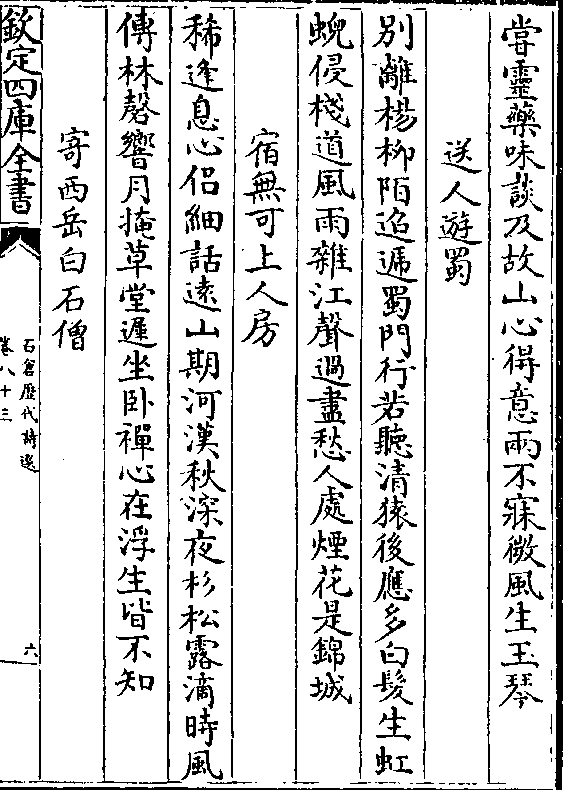 嘗靈藥味談及故山心得意兩不寐微風生玉琴
送人遊蜀
別離楊柳陌迢遞蜀門行若聽清猿後應多白髮生虹
蜺侵棧道風雨雜江聲過盡愁人處煙花是錦城
宿無可上人房
稀逢息心侶細話遠山期河漢秋深夜杉松露滴時風
傳林磬響月掩草堂遲坐卧禪心在浮生皆不知
寄西岳白石僧
欽定四庫全書
石倉歷代詩選
卷八十三
六